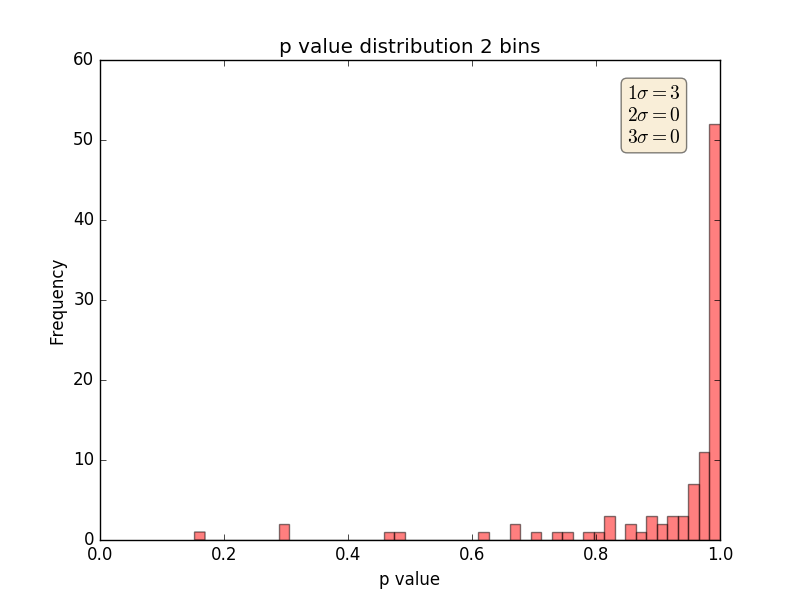 p value distribution 2 bins
60
50
40
30
20
10
0
Frequency
1σ = 3
2σ = 0
3σ = 0
0.0 0.2 0.4 0.6 0.8 1.0
p value